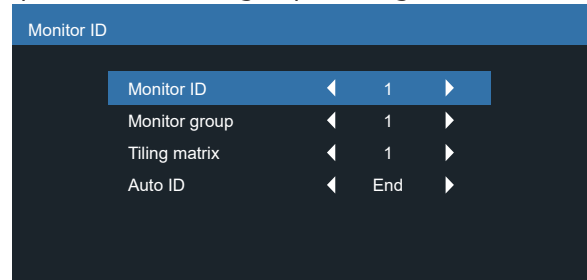 Monitor ID
Monitor ID 1
Monitor group 1
Tiling matrix 1
Auto ID End